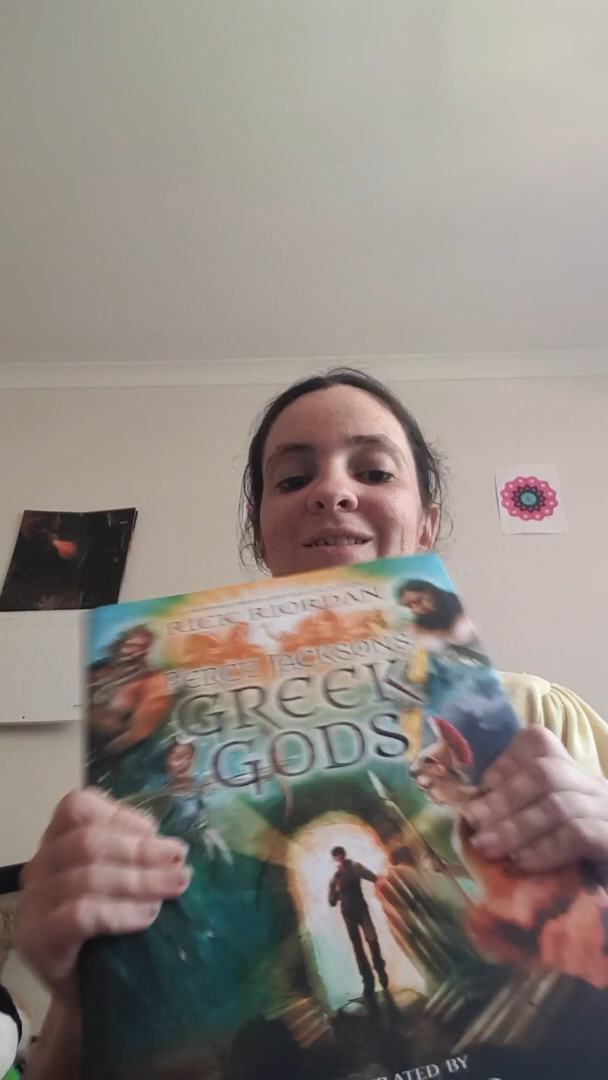 RICK RIORDAN
PERCY JACKSON'S
GREEK
GODS
RATED BY